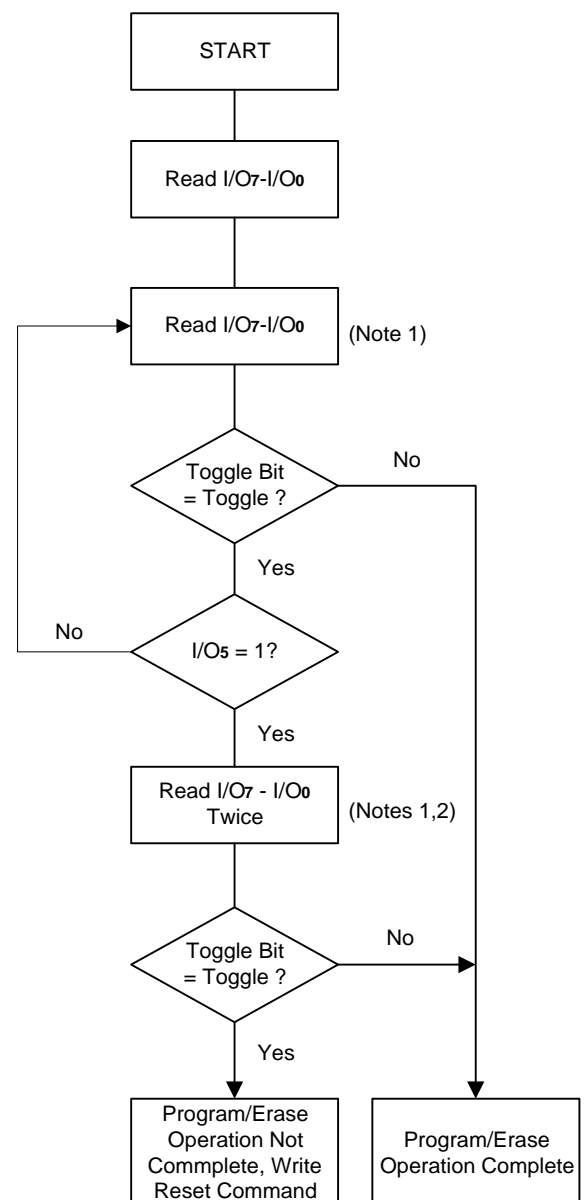 START
Read I/O7-I/O0
Read I/O7-I/O0
(Note 1)
Toggle Bit
= Toggle ?
No
Yes
I/O5 = 1?
No
Yes
Read I/O7 - I/O0
Twice
(Notes 1,2)
Toggle Bit
= Toggle ?
No
Yes
Program/Erase
Operation Not
Commplete, Write
Reset Command
Program/Erase
Operation Complete